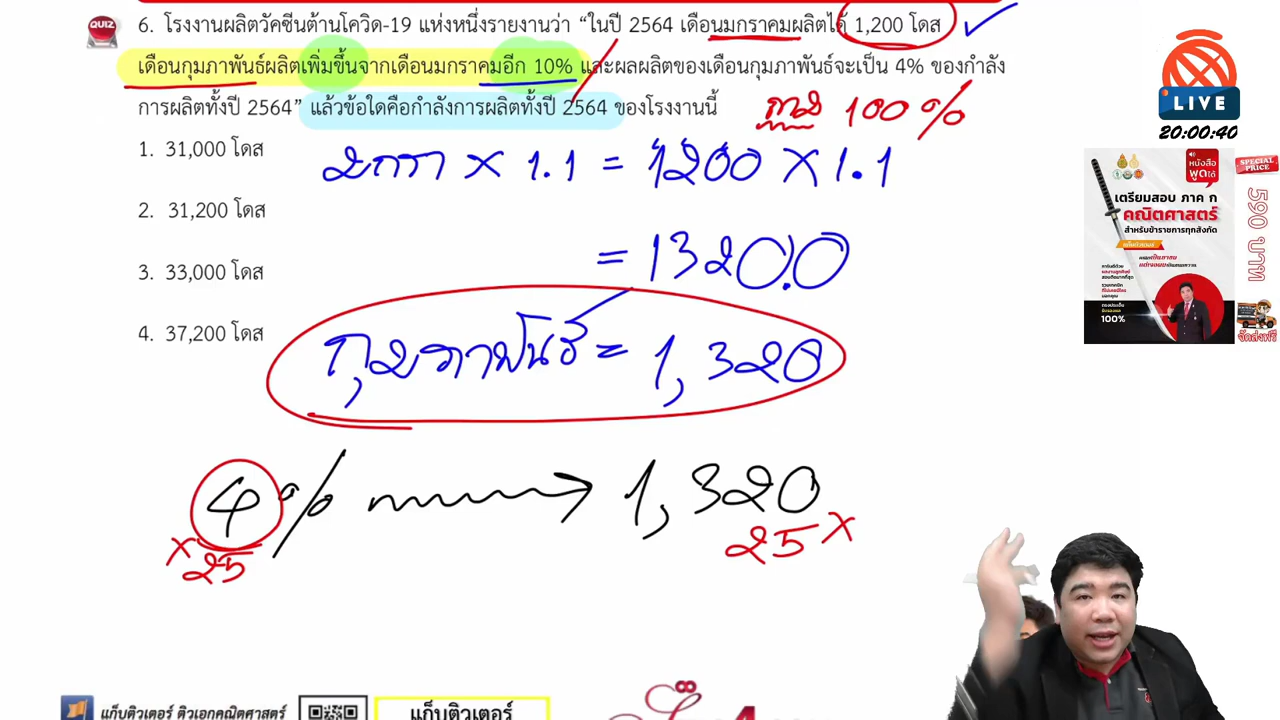 QUIZ
6. โรงงานผลิตวัคซีนต้านโควิด-19 แห่งหนึ่งรายงานว่า “ในปี 2564 เดือนมกราคมผลิตได้ 1,200 โดส
เดือนกุมภาพันธ์ผลิตเพิ่มขึ้นจากเดือนมกราคมอีก 10% และผลผลิตของเดือนกุมภาพันธ์จะเป็น 4% ของกำลัง
การผลิตทั้งปี 2564” แล้วข้อใดคือกำลังการผลิตทั้งปี 2564 ของโรงงานนี้
100 %
1. 31,000 โดส
2. 31,200 โดส
3. 33,000 โดส
4. 37,200 โดส
มกรา × 1.1 = 1200 × 1.1
= 1320.0
กุมภาพันธ์ = 1,320
4% → 1,320
×25
25×
LIVE
20:00:40
หนังสือ
พูดได้
SPECIAL
PRICE
เตรียมสอบ ภาค ก
คณิตศาสตร์
สำหรับข้าราชการทุกสังกัด
100%
590 บาท
จัดส่งฟรี
แก็บติวเตอร์ ติวเอกคณิตศาสตร์
แก็บติวเตอร์